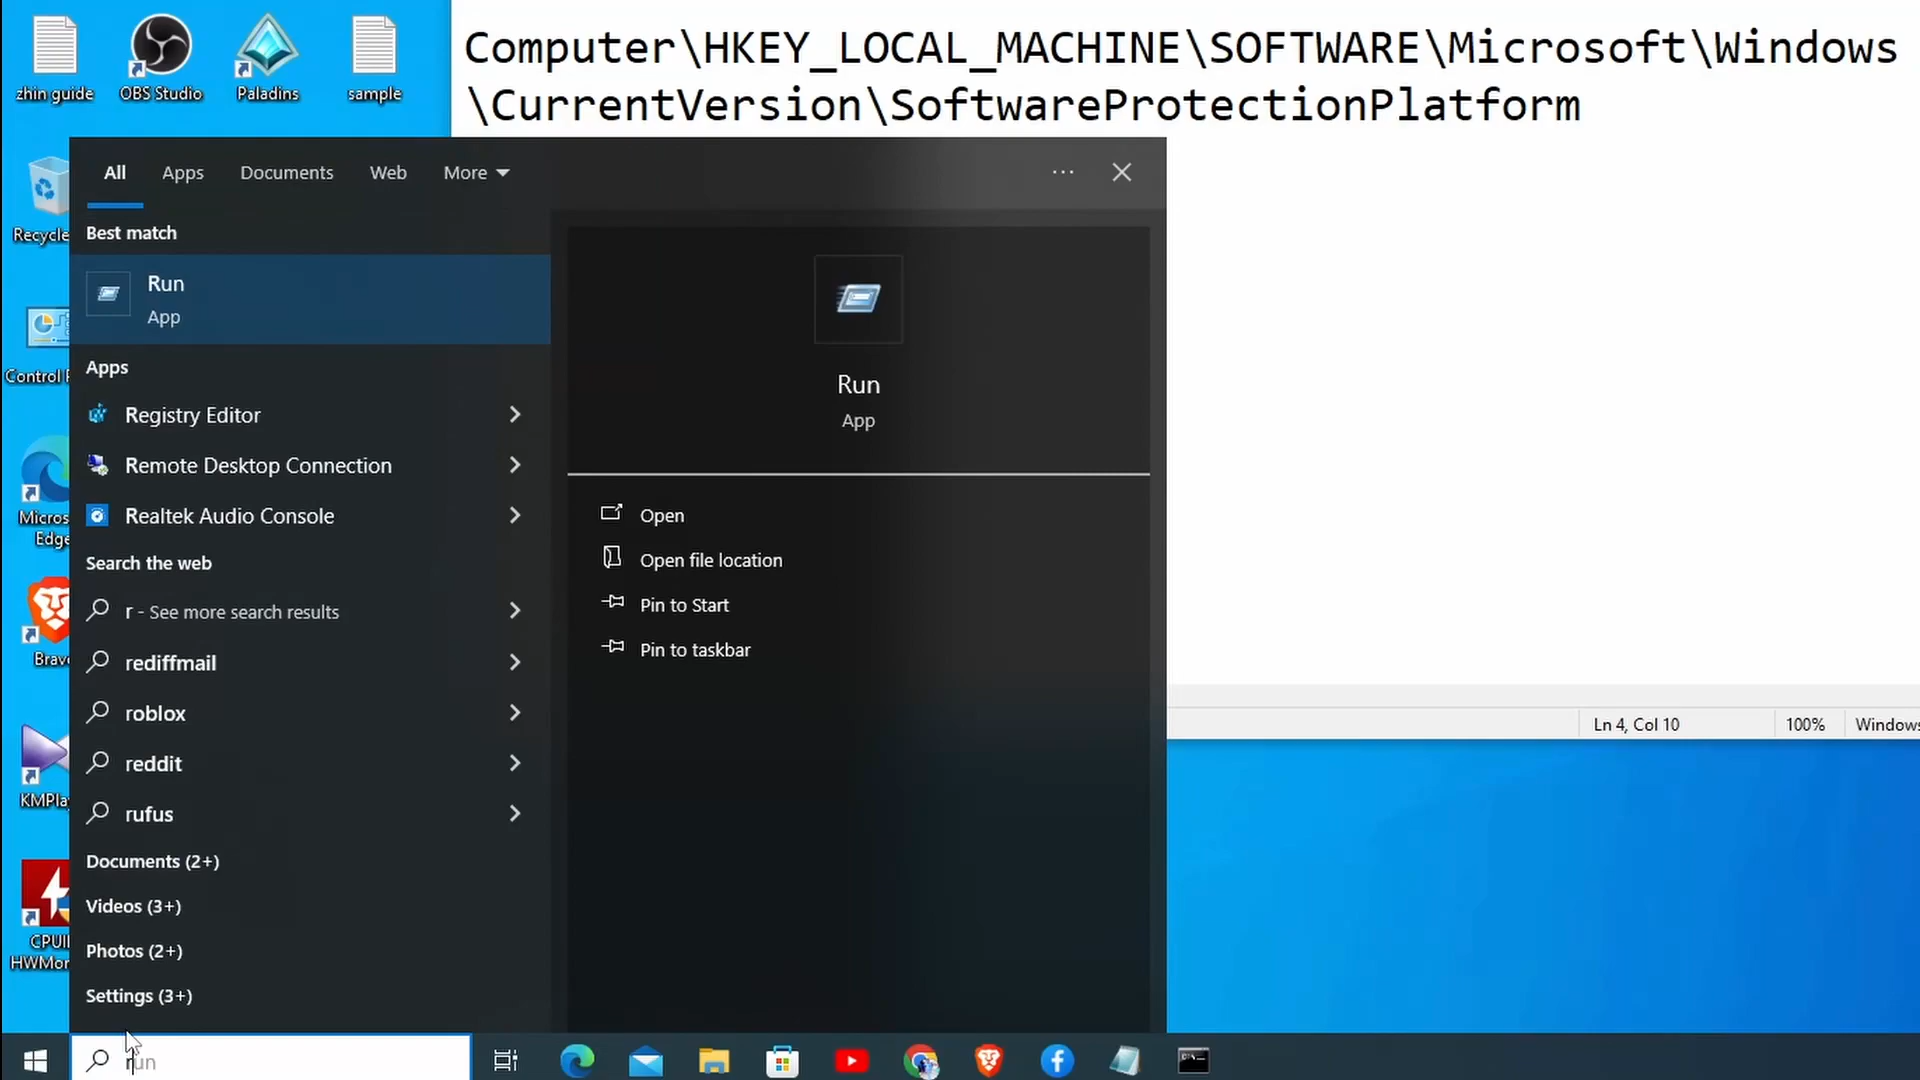 Computer\HKEY_LOCAL_MACHINE\SOFTWARE\Microsoft\Windows
\CurrentVersion\SoftwareProtectionPlatform
zhin guide
OBS Studio
Paladins
sample
Recycle
Control
Micros
Edge
Brave
KMPla
CPUI
HWMon
All
Apps
Documents
Web
More
Best match
Run
App
Apps
Registry Editor
Remote Desktop Connection
Realtek Audio Console
Search the web
r - See more search results
rediffmail
roblox
reddit
rufus
Documents (2+)
Videos (3+)
Photos (2+)
Settings (3+)
Run
App
Open
Open file location
Pin to Start
Pin to taskbar
Ln 4, Col 10
100%
Windows
run